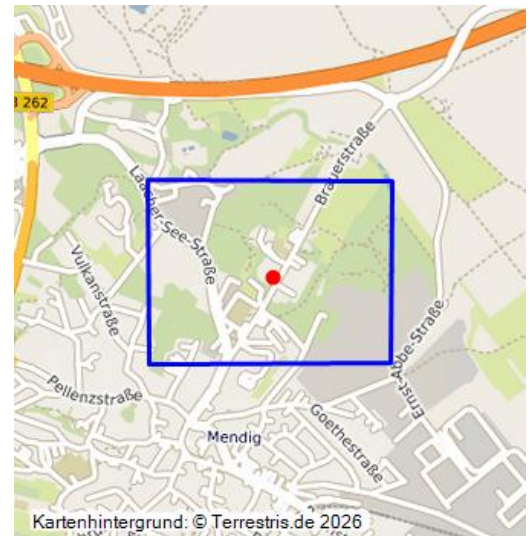 B 262
Brauerstraße
Laacher-See-Straße
Vulkanstraße
Ernst-Abbe-Straße
Pellenzstraße
Goethestraße
Mendig
Kartenhintergrund: © Terrestris.de 2026